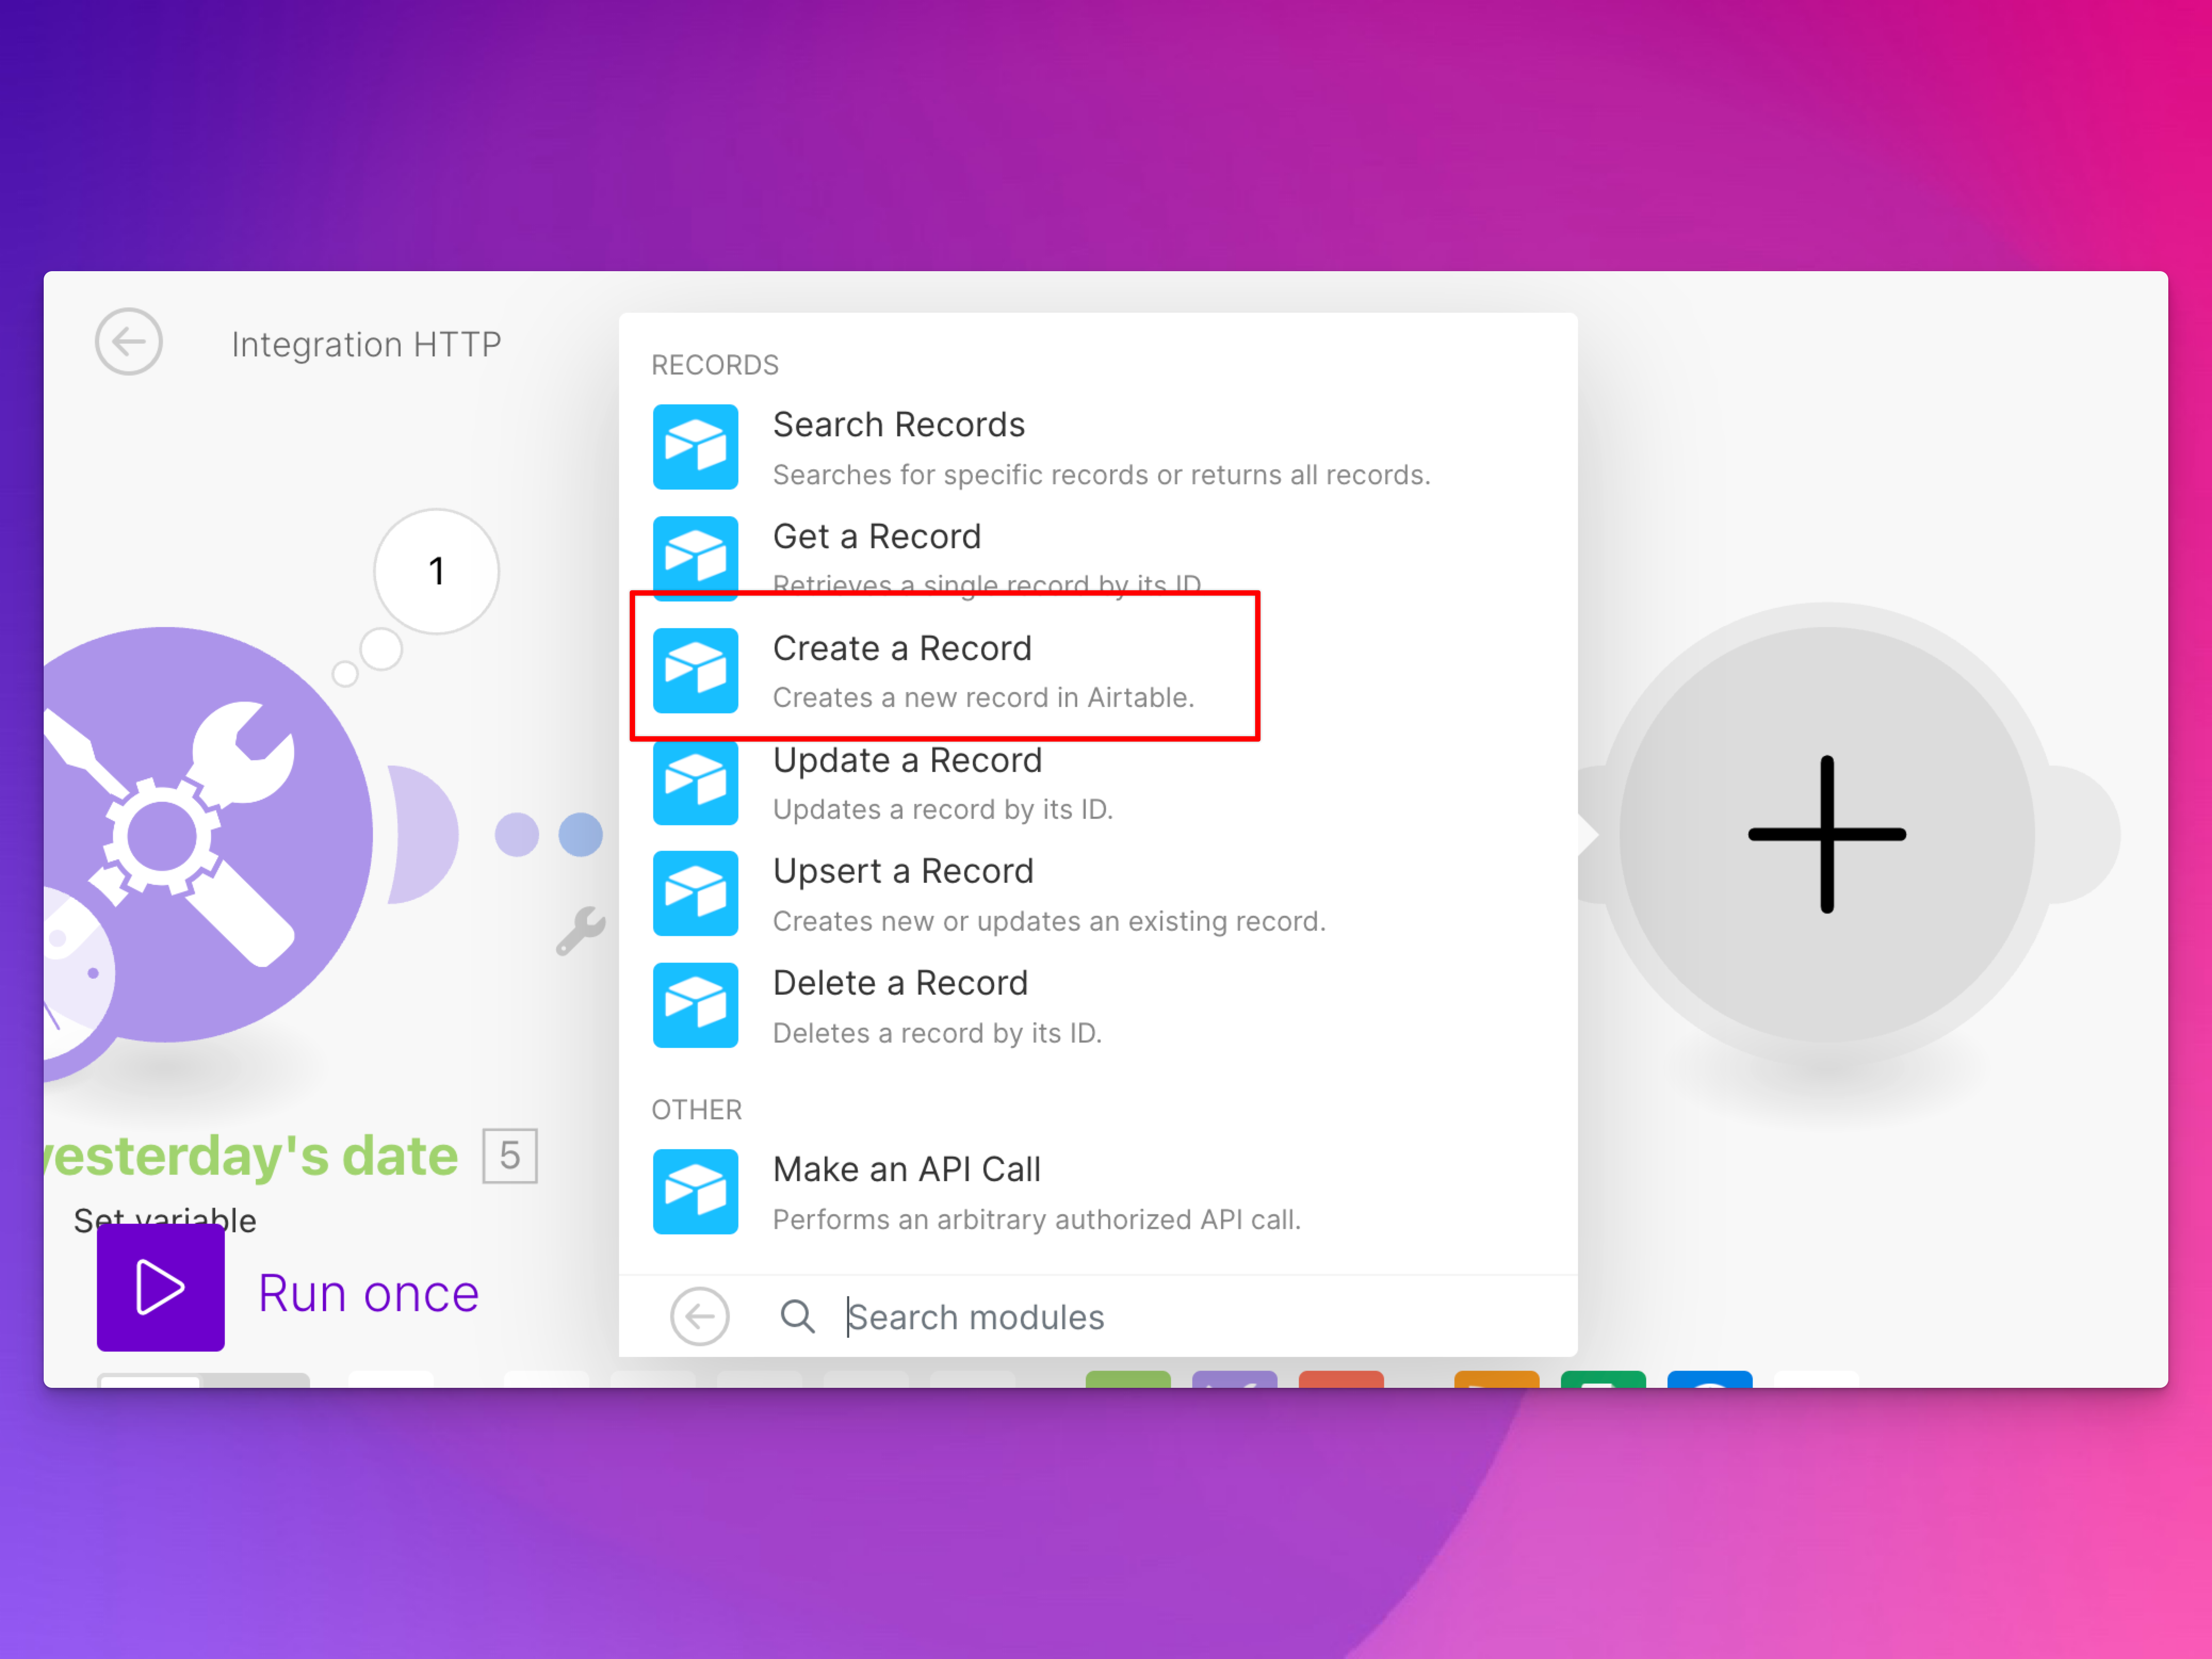 Integration HTTP
1
yesterday's date 5
Set variable
Run once
RECORDS
Search Records
Searches for specific records or returns all records.
Get a Record
Retrieves a single record by its ID
Create a Record
Creates a new record in Airtable.
Update a Record
Updates a record by its ID.
Upsert a Record
Creates new or updates an existing record.
Delete a Record
Deletes a record by its ID.
OTHER
Make an API Call
Performs an arbitrary authorized API call.
Search modules